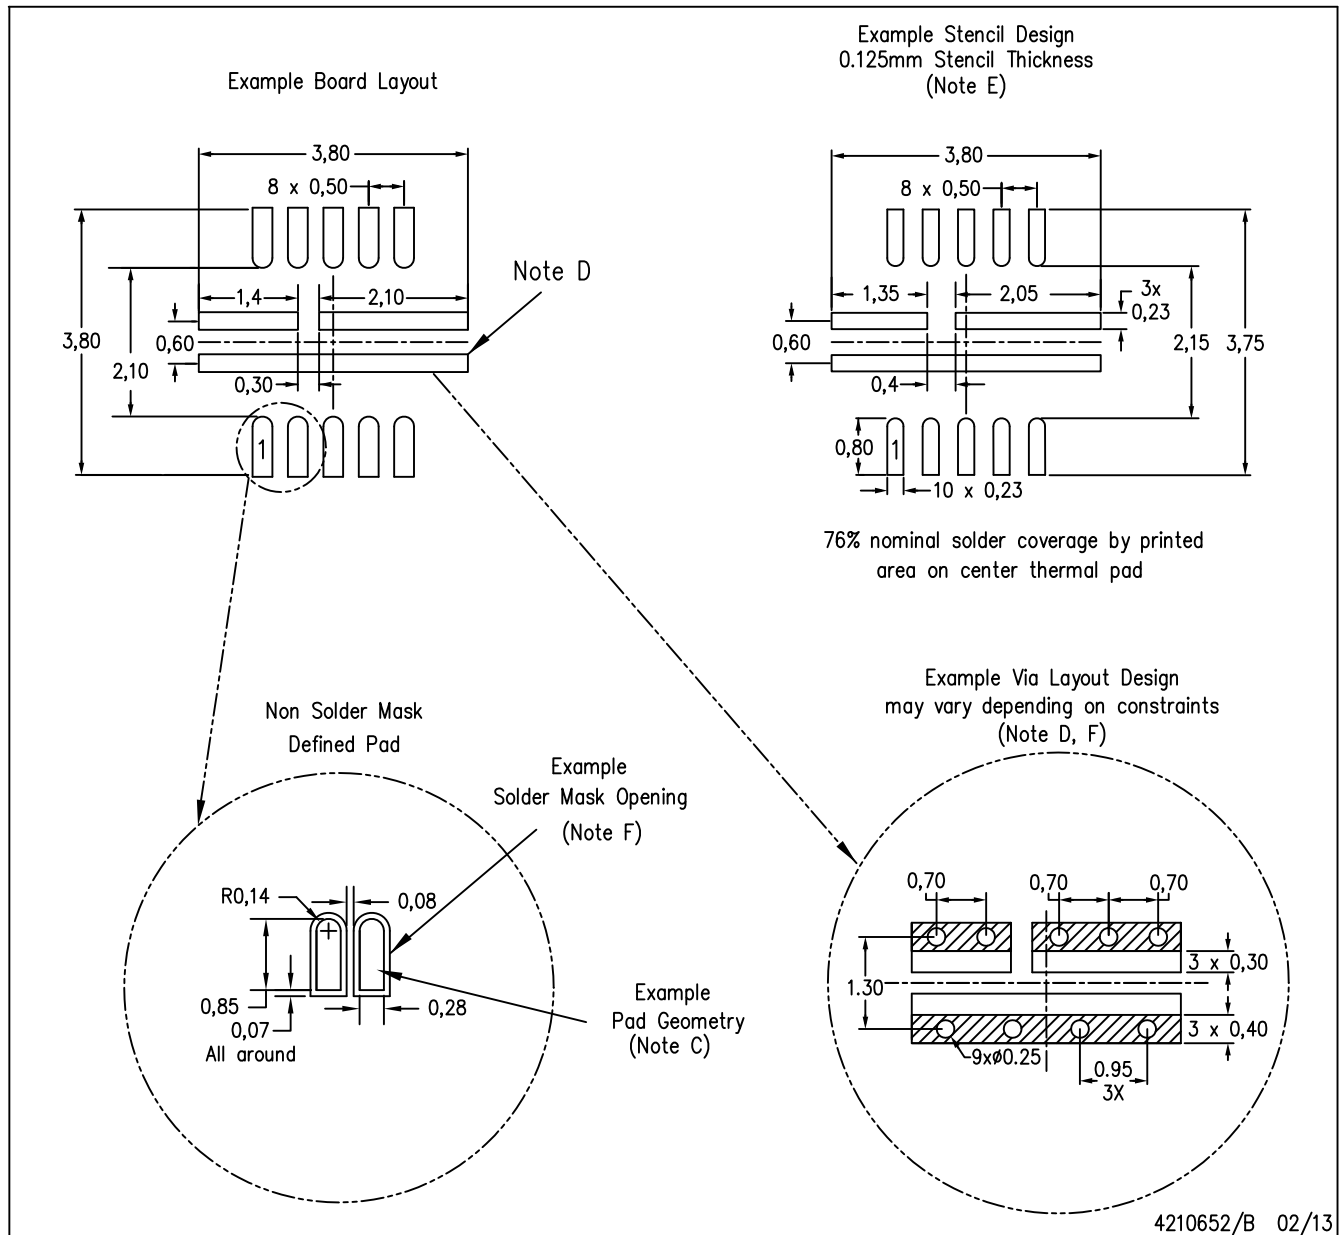 Example Board Layout
3,80
8 x 0,50
Note D
1,4
2,10
3,80
0,60
2,10
0,30
1
Example Stencil Design
0.125mm Stencil Thickness
(Note E)
3,80
8 x 0,50
1,35
2,05
3x
0,23
0,60
2,15
3,75
0,4
0,80
1
10 x 0,23
76% nominal solder coverage by printed
area on center thermal pad
Non Solder Mask
Defined Pad
Example
Solder Mask Opening
(Note F)
R0,14
0,08
0,85
0,28
0,07
All around
Example
Pad Geometry
(Note C)
Example Via Layout Design
may vary depending on constraints
(Note D, F)
0,70
0,70
0,70
3 x 0,30
1.30
3 x 0,40
9xø0.25
0.95
3X
4210652/B 02/13